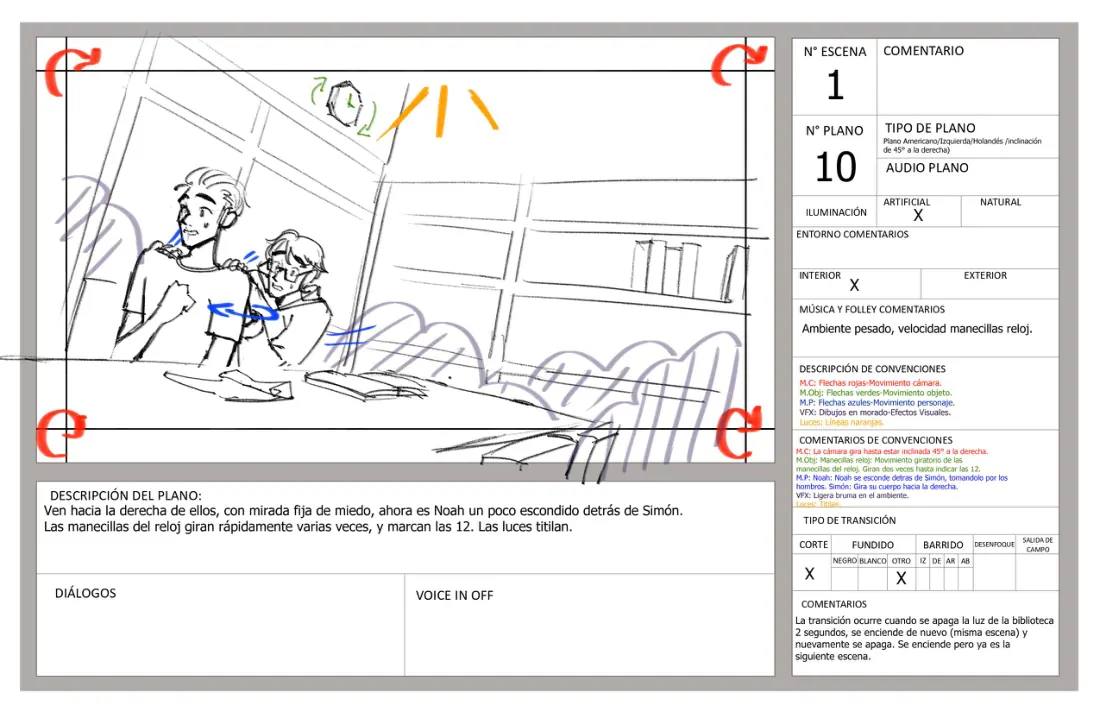 N° ESCENA
1
COMENTARIO
N° PLANO
10
TIPO DE PLANO
Plano Americano/Izquierda/Holandés /inclinación
de 45° a la derecha)
AUDIO PLANO
ILUMINACIÓN
ARTIFICIAL
X
NATURAL
ENTORNO COMENTARIOS
INTERIOR
X
EXTERIOR
MÚSICA Y FOLLEY COMENTARIOS
Ambiente pesado, velocidad manecillas reloj.
DESCRIPCIÓN DE CONVENCIONES
M.C: Flechas rojas-Movimiento cámara.
M.Obj: Flechas verdes-Movimiento objeto.
M.P: Flechas azules-Movimiento personaje.
VFX: Dibujos en morado-Efectos Visuales.
Luces: Líneas naranjas.
COMENTARIOS DE CONVENCIONES
M.C: La cámara gira hasta estar inclinada 45° a la derecha.
M.Obj: Manecillas reloj: Movimiento giratorio de las
manecillas del reloj. Giran dos veces hasta indicar las 12.
M.P: Noah: Noah se esconde detras de Simón, tomandolo por los
hombros. Simón: Gira su cuerpo hacia la derecha.
VFX: Ligera bruma en el ambiente.
Luces: Titilan.
TIPO DE TRANSICIÓN
CORTE
FUNDIDO
BARRIDO
DESENFOQUE
SALIDA DE
CAMPO
NEGRO
BLANCO
OTRO
IZ
DE
AR
AB
X
X
COMENTARIOS
La transición ocurre cuando se apaga la luz de la biblioteca
2 segundos, se enciende de nuevo (misma escena) y
nuevamente se apaga. Se enciende pero ya es la
siguiente escena.
DESCRIPCIÓN DEL PLANO:
Ven hacia la derecha de ellos, con mirada fija de miedo, ahora es Noah un poco escondido detrás de Simón.
Las manecillas del reloj giran rápidamente varias veces, y marcan las 12. Las luces titilan.
DIÁLOGOS
VOICE IN OFF